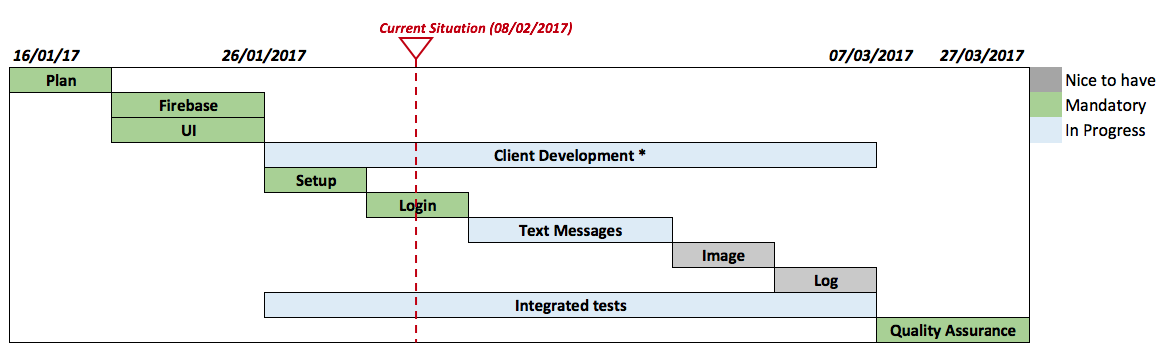 Current Situation (08/02/2017)
16/01/17 26/01/2017 07/03/2017 27/03/2017
Plan
Nice to have
Firebase
Mandatory
UI
In Progress
Client Development *
Setup
Login
Text Messages
Image
Log
Integrated tests
Quality Assurance